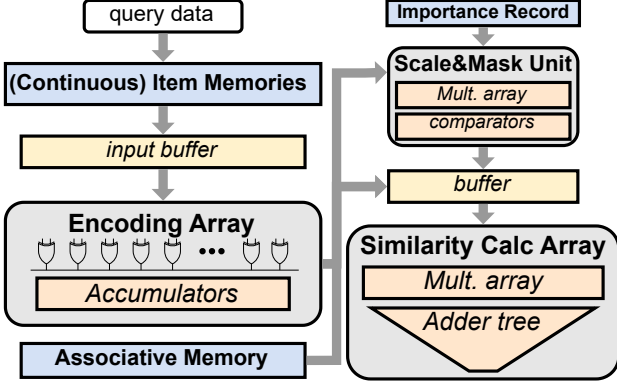 query data
(Continuous) Item Memories
input buffer
Encoding Array
•••
Accumulators
Associative Memory
Importance Record
Scale&Mask Unit
Mult. array
comparators
buffer
Similarity Calc Array
Mult. array
Adder tree